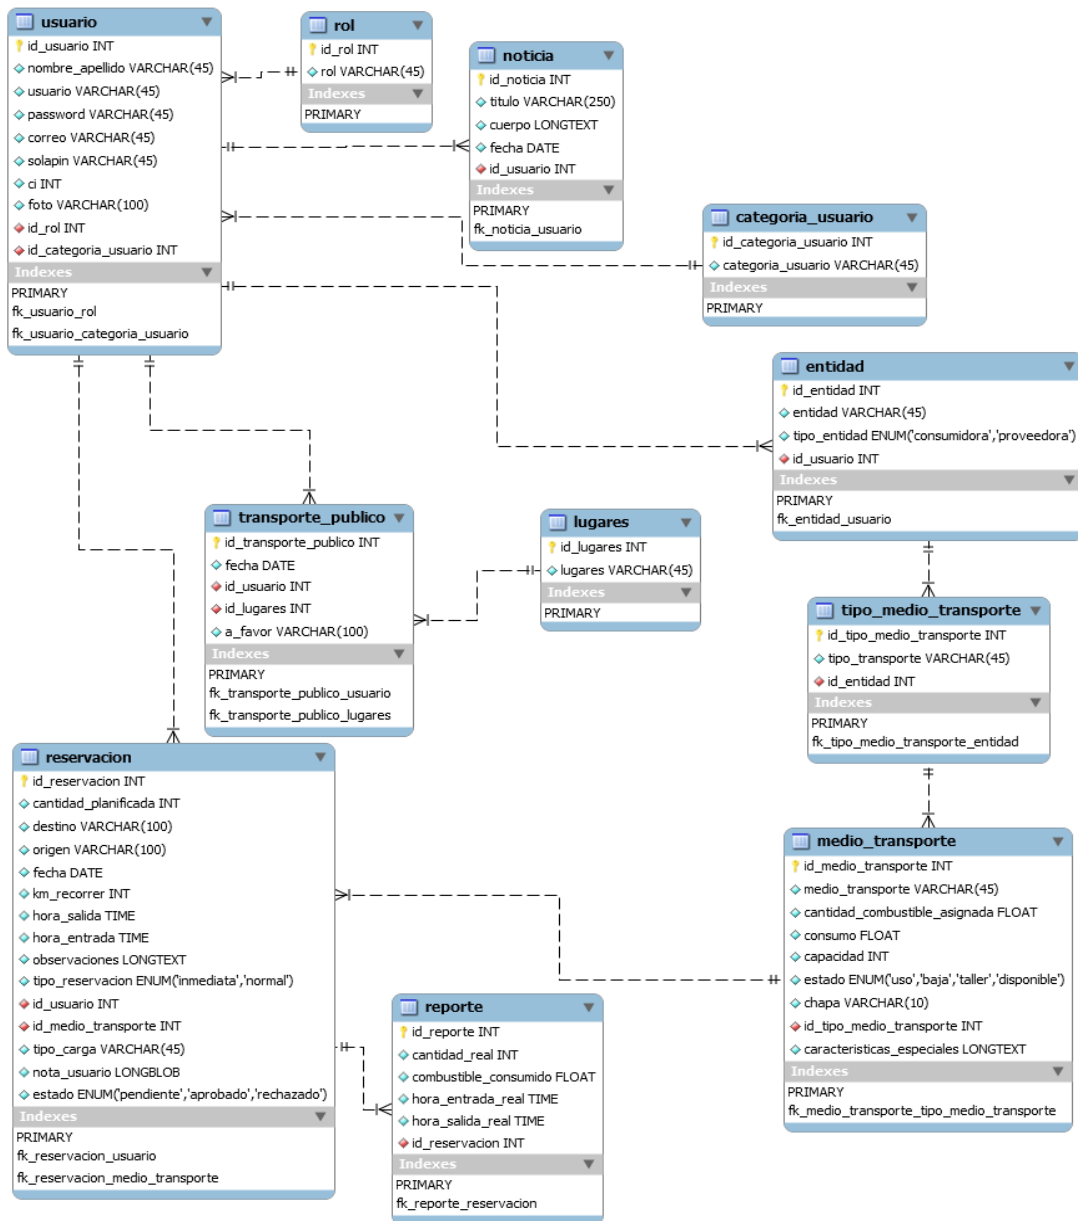 usuario
id_usuario INT
nombre_apellido VARCHAR(45)
usuario VARCHAR(45)
password VARCHAR(45)
correo VARCHAR(45)
solapin VARCHAR(45)
ci INT
foto VARCHAR(100)
id_rol INT
id_categoria_usuario INT
Indexes
PRIMARY
fk_usuario_rol
fk_usuario_categoria_usuario
rol
id_rol INT
rol VARCHAR(45)
Indexes
PRIMARY
noticia
id_noticia INT
titulo VARCHAR(250)
cuerpo LONGTEXT
fecha DATE
id_usuario INT
Indexes
PRIMARY
fk_noticia_usuario
categoria_usuario
id_categoria_usuario INT
categoria_usuario VARCHAR(45)
Indexes
PRIMARY
entidad
id_entidad INT
entidad VARCHAR(45)
tipo_entidad ENUM('consumidora','proveedora')
id_usuario INT
Indexes
PRIMARY
fk_entidad_usuario
transporte_publico
id_transporte_publico INT
fecha DATE
id_usuario INT
id_lugares INT
a_favor VARCHAR(100)
Indexes
PRIMARY
fk_transporte_publico_usuario
fk_transporte_publico_lugares
lugares
id_lugares INT
lugares VARCHAR(45)
Indexes
PRIMARY
tipo_medio_transporte
id_tipo_medio_transporte INT
tipo_transporte VARCHAR(45)
id_entidad INT
Indexes
PRIMARY
fk_tipo_medio_transporte_entidad
reservacion
id_reservacion INT
cantidad_planificada INT
destino VARCHAR(100)
origen VARCHAR(100)
fecha DATE
km_recorrer INT
hora_salida TIME
hora_entrada TIME
observaciones LONGTEXT
tipo_reservacion ENUM('inmediata','normal')
id_usuario INT
id_medio_transporte INT
tipo_carga VARCHAR(45)
nota_usuario LONGBLOB
estado ENUM('pendiente','aprobado','rechazado')
Indexes
PRIMARY
fk_reservacion_usuario
fk_reservacion_medio_transporte
medio_transporte
id_medio_transporte INT
medio_transporte VARCHAR(45)
cantidad_combustible_asignada FLOAT
consumo FLOAT
capacidad INT
estado ENUM('uso','baja','taller','disponible')
chapa VARCHAR(10)
id_tipo_medio_transporte INT
caracteristicas_especiales LONGTEXT
Indexes
PRIMARY
fk_medio_transporte_tipo_medio_transporte
reporte
id_reporte INT
cantidad_real INT
combustible_consumido FLOAT
hora_entrada_real TIME
hora_salida_real TIME
id_reservacion INT
Indexes
PRIMARY
fk_reporte_reservacion